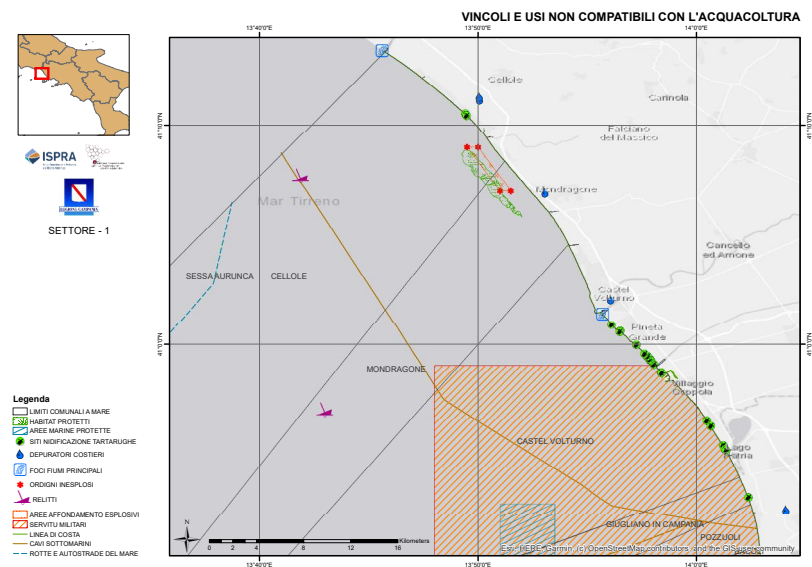 VINCOLI E USI NON COMPATIBILI CON L'ACQUACOLTURA
13°40'0"E
13°50'0"E
14°0'0"E
ISPRA
REGIONE CAMPANIA
SETTORE - 1
41°10'0"N
41°10'0"N
41°0'0"N
41°0'0"N
Cellole
Carinola
Falciano
del Massico
Mondragone
Mar Tirreno
Cancello
ed Arnone
SESSA AURUNCA
CELLOLE
Castel
Volturno
Pineta
Grande
MONDRAGONE
Villaggio
Coppola
CASTEL VOLTURNO
Lago
Patria
GIUGLIANO IN CAMPANIA
POZZUOLI
Legenda
LIMITI COMUNALI A MARE
HABITAT PROTETTI
AREE MARINE PROTETTE
SITI NIDIFICAZIONE TARTARUGHE
DEPURATORI COSTIERI
FOCI FIUMI PRINCIPALI
ORDIGNI INESPLOSI
RELITTI
AREE AFFONDAMENTO ESPLOSIVI
SERVITU MILITARI
LINEA DI COSTA
CAVI SOTTOMARINI
ROTTE E AUTOSTRADE DEL MARE
N
Kilometers
0 2 4 8 12 16
Esri, HERE, Garmin, (c) OpenStreetMap contributors, and the GIS user community
13°40'0"E
13°50'0"E
14°0'0"E